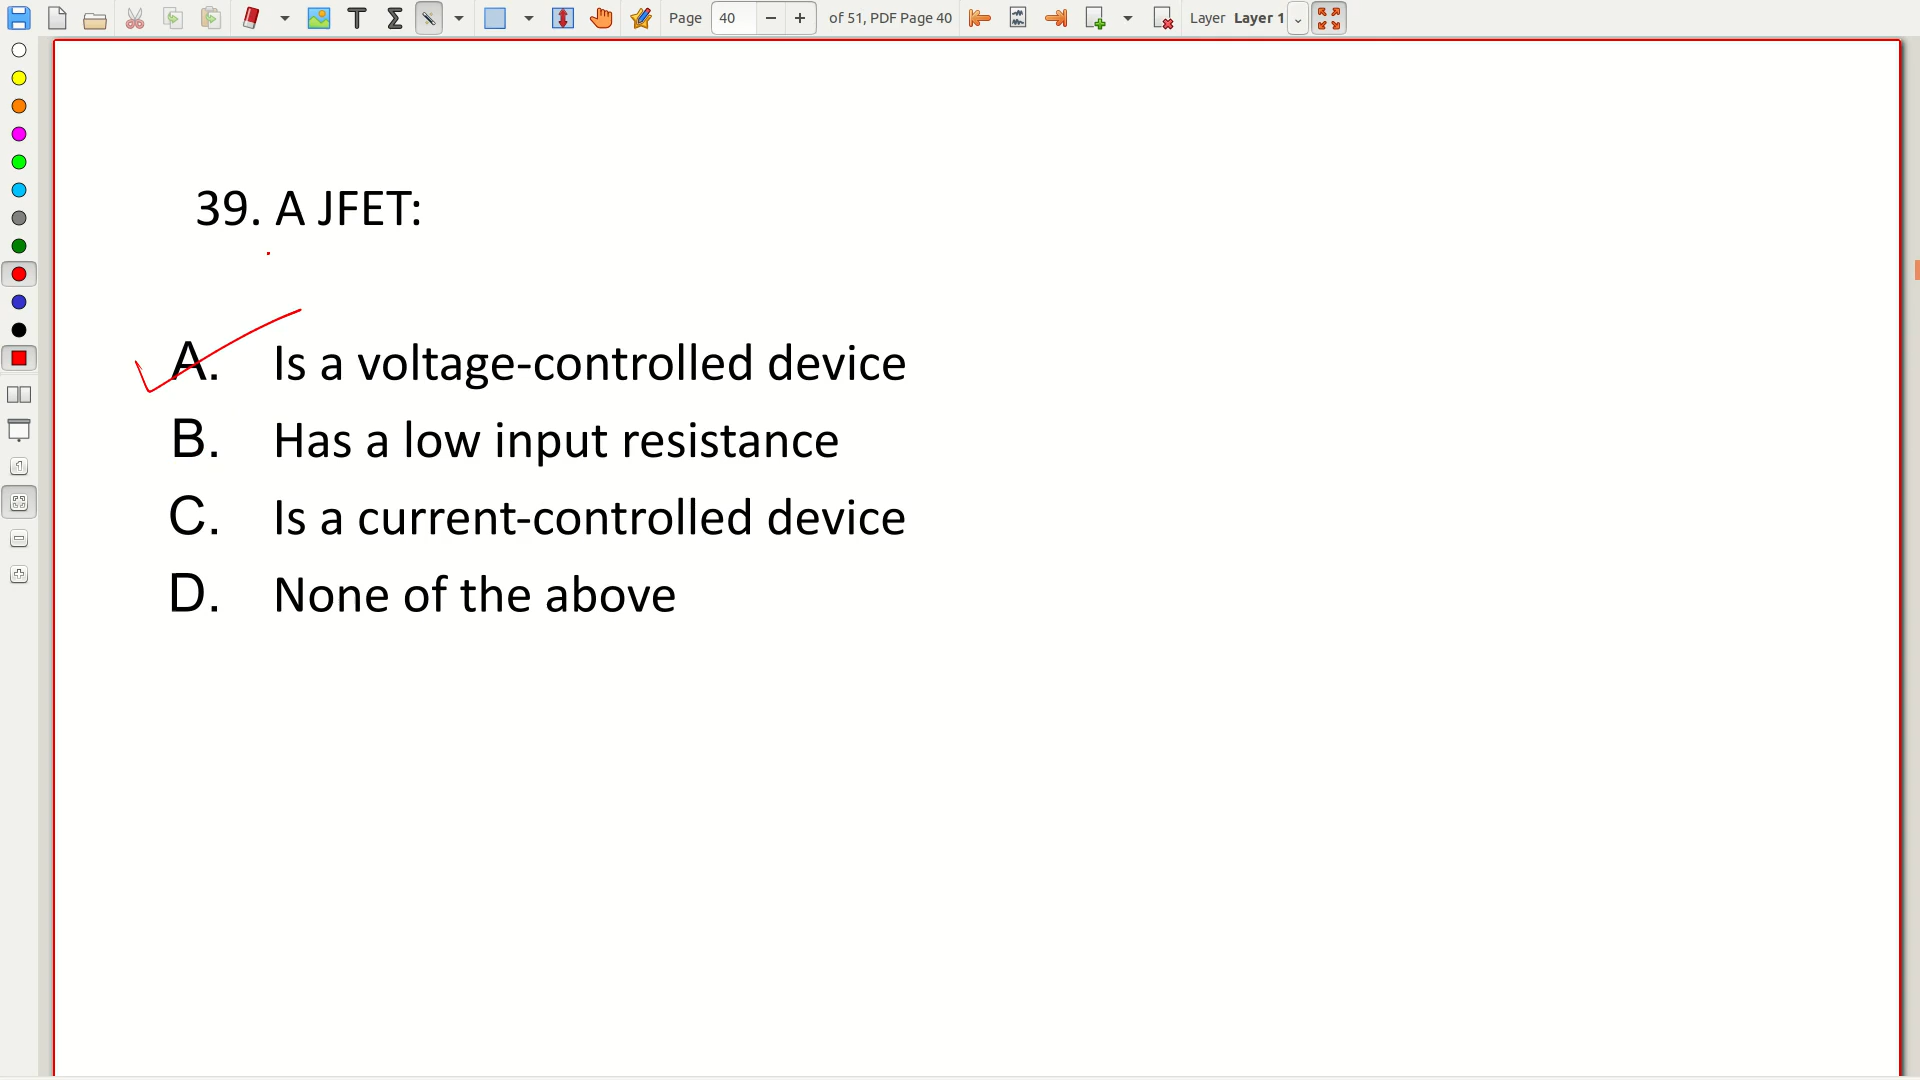 Page 40 of 51, PDF Page 40 Layer Layer 1
39. A JFET:
A. Is a voltage-controlled device
B. Has a low input resistance
C. Is a current-controlled device
D. None of the above